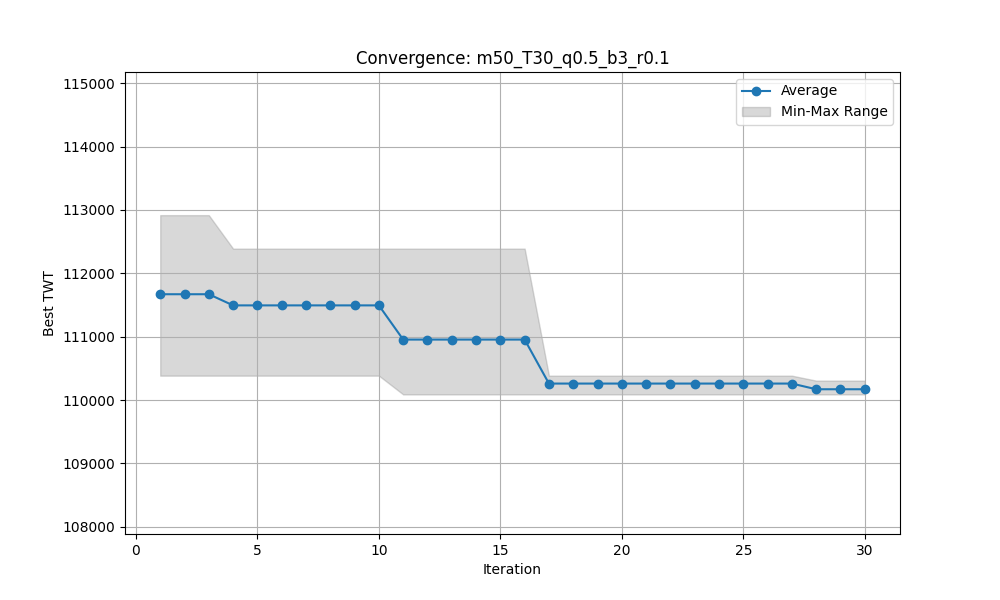 Convergence: m50_T30_q0.5_b3_r0.1
115000
114000
113000
112000
111000
110000
109000
108000
Best TWT
Average
Min-Max Range
0 5 10 15 20 25 30
Iteration